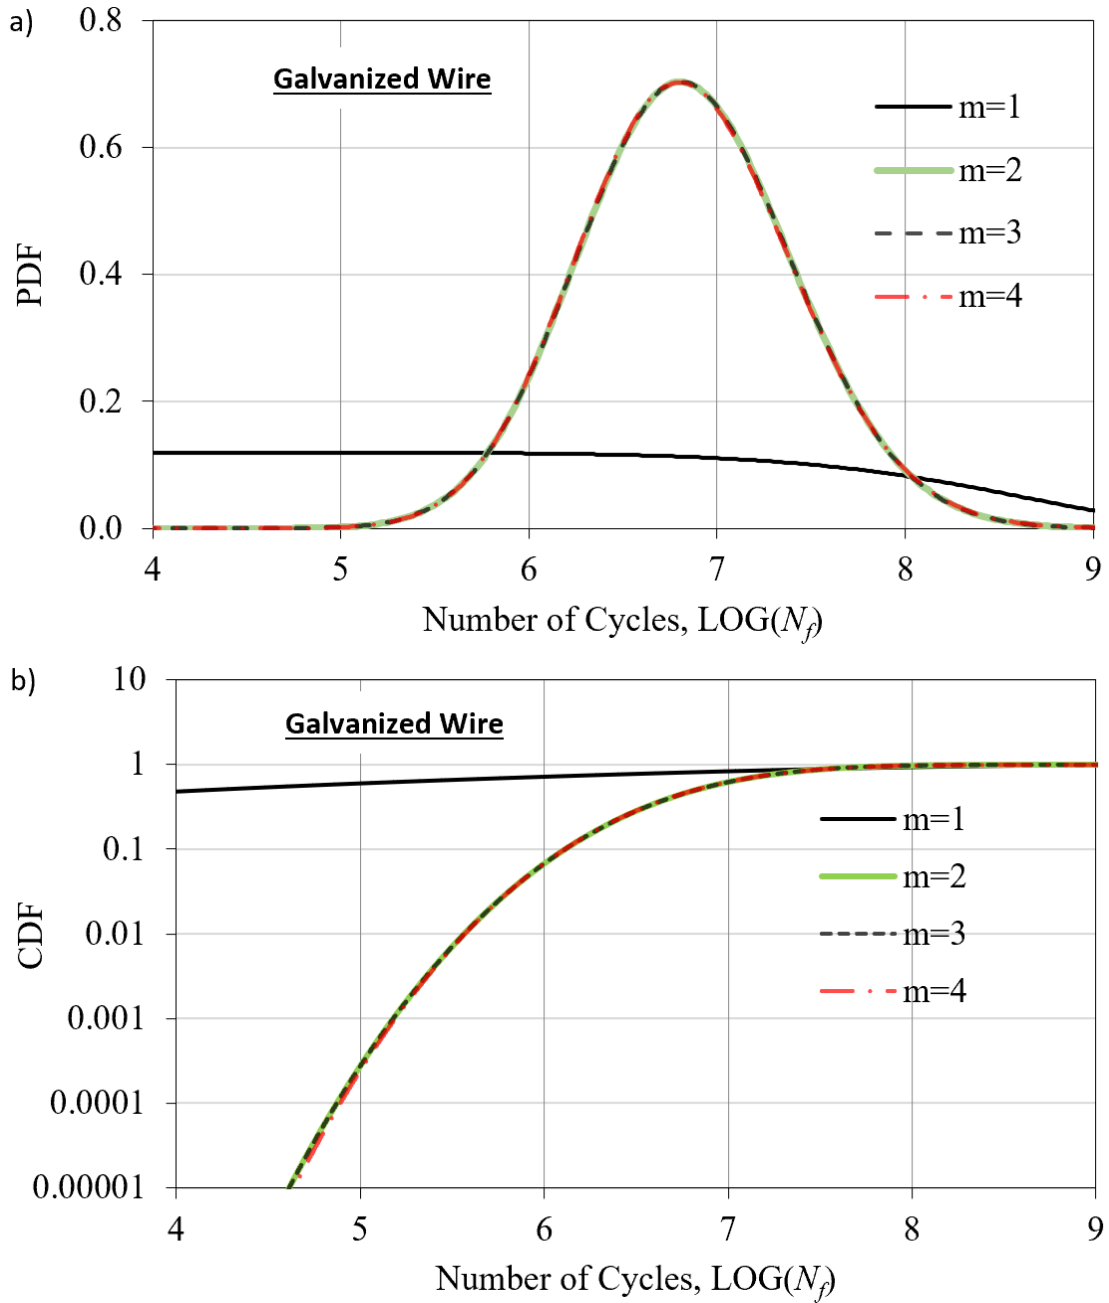 a)
0.8
Galvanized Wire
m=1
0.6
m=2
m=3
PDF
0.4
m=4
0.2
0.0
4 5 6 7 8 9
Number of Cycles, LOG(Nf)
b)
10
Galvanized Wire
1
m=1
0.1
m=2
CDF
0.01
m=3
m=4
0.001
0.0001
0.00001
4 5 6 7 8 9
Number of Cycles, LOG(Nf)